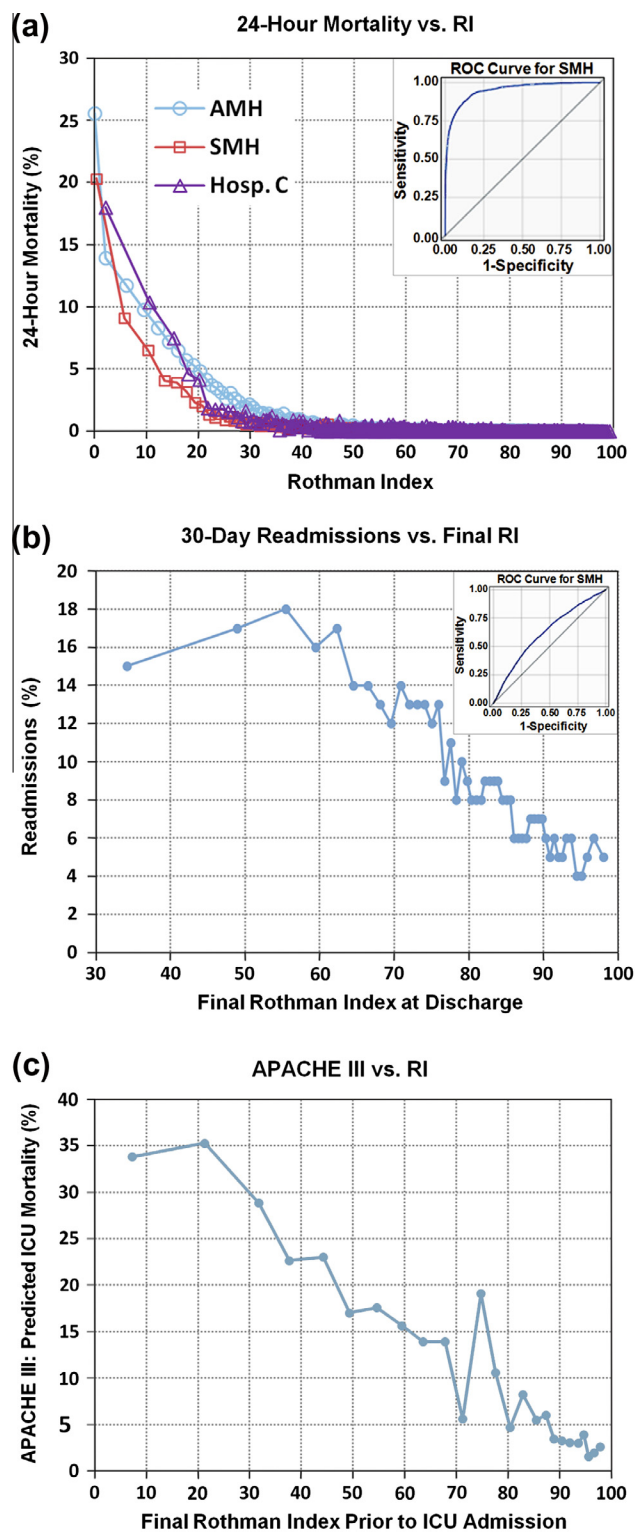 (a)
24-Hour Mortality vs. RI
30
25
20
15
10
5
0
24-Hour Mortality (%)
AMH
SMH
Hosp. C
ROC Curve for SMH
1.00
0.75
0.50
0.25
0.00
Sensitivity
0.00 0.25 0.50 0.75 1.00
1-Specificity
0 10 20 30 40 50 60 70 80 90 100
Rothman Index
(b)
30-Day Readmissions vs. Final RI
20
18
16
14
12
10
8
6
4
2
0
Readmissions (%)
ROC Curve for SMH
1.00
0.75
0.50
0.25
0.00
Sensitivity
0.00 0.25 0.50 0.75 1.00
1-Specificity
30 40 50 60 70 80 90 100
Final Rothman Index at Discharge
(c)
APACHE III vs. RI
40
35
30
25
20
15
10
5
0
APACHE III: Predicted ICU Mortality (%)
0 10 20 30 40 50 60 70 80 90 100
Final Rothman Index Prior to ICU Admission